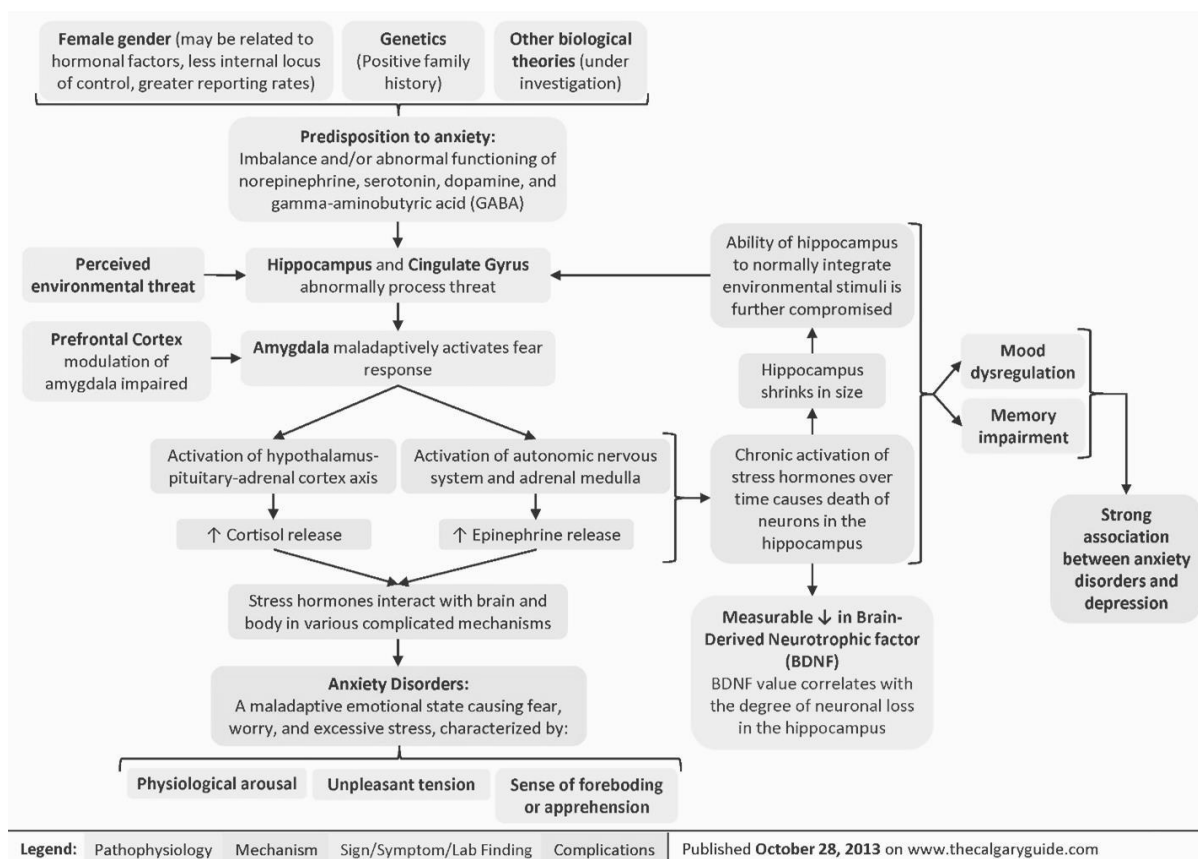 Female gender (may be related to
hormonal factors, less internal locus
of control, greater reporting rates)
Genetics
(Positive family
history)
Other biological
theories (under
investigation)
Predisposition to anxiety:
Imbalance and/or abnormal functioning of
norepinephrine, serotonin, dopamine, and
gamma-aminobutyric acid (GABA)
Perceived
environmental threat
Hippocampus and Cingulate Gyrus
abnormally process threat
Ability of hippocampus
to normally integrate
environmental stimuli is
further compromised
Prefrontal Cortex
modulation of
amygdala impaired
Amygdala maladaptively activates fear
response
Hippocampus
shrinks in size
Mood
dysregulation
Memory
impairment
Activation of hypothalamus-
pituitary-adrenal cortex axis
Activation of autonomic nervous
system and adrenal medulla
Chronic activation of
stress hormones over
time causes death of
neurons in the
hippocampus
↑ Cortisol release
↑ Epinephrine release
Strong
association
between anxiety
disorders and
depression
Stress hormones interact with brain and
body in various complicated mechanisms
Measurable ↓ in Brain-
Derived Neurotrophic factor
(BDNF)
BDNF value correlates with
the degree of neuronal loss
in the hippocampus
Anxiety Disorders:
A maladaptive emotional state causing fear,
worry, and excessive stress, characterized by:
Physiological arousal
Unpleasant tension
Sense of foreboding
or apprehension
Legend: Pathophysiology Mechanism Sign/Symptom/Lab Finding Complications Published October 28, 2013 on www.thecalgaryguide.com